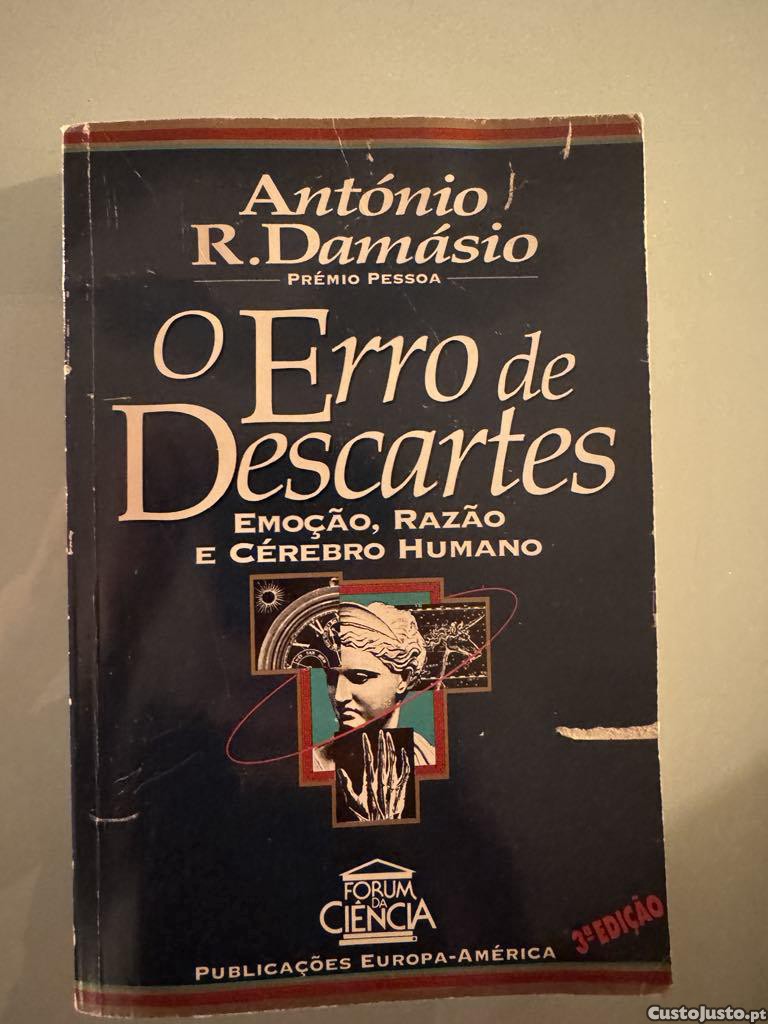 António
R. Damásio
PRÉMIO PESSOA
O Erro de
Descartes
EMOÇÃO, RAZÃO
E CÉREBRO HUMANO
FORUM
DA
CIÊNCIA
3ª EDIÇÃO
PUBLICAÇÕES EUROPA-AMÉRICA
CustoJusto.pt